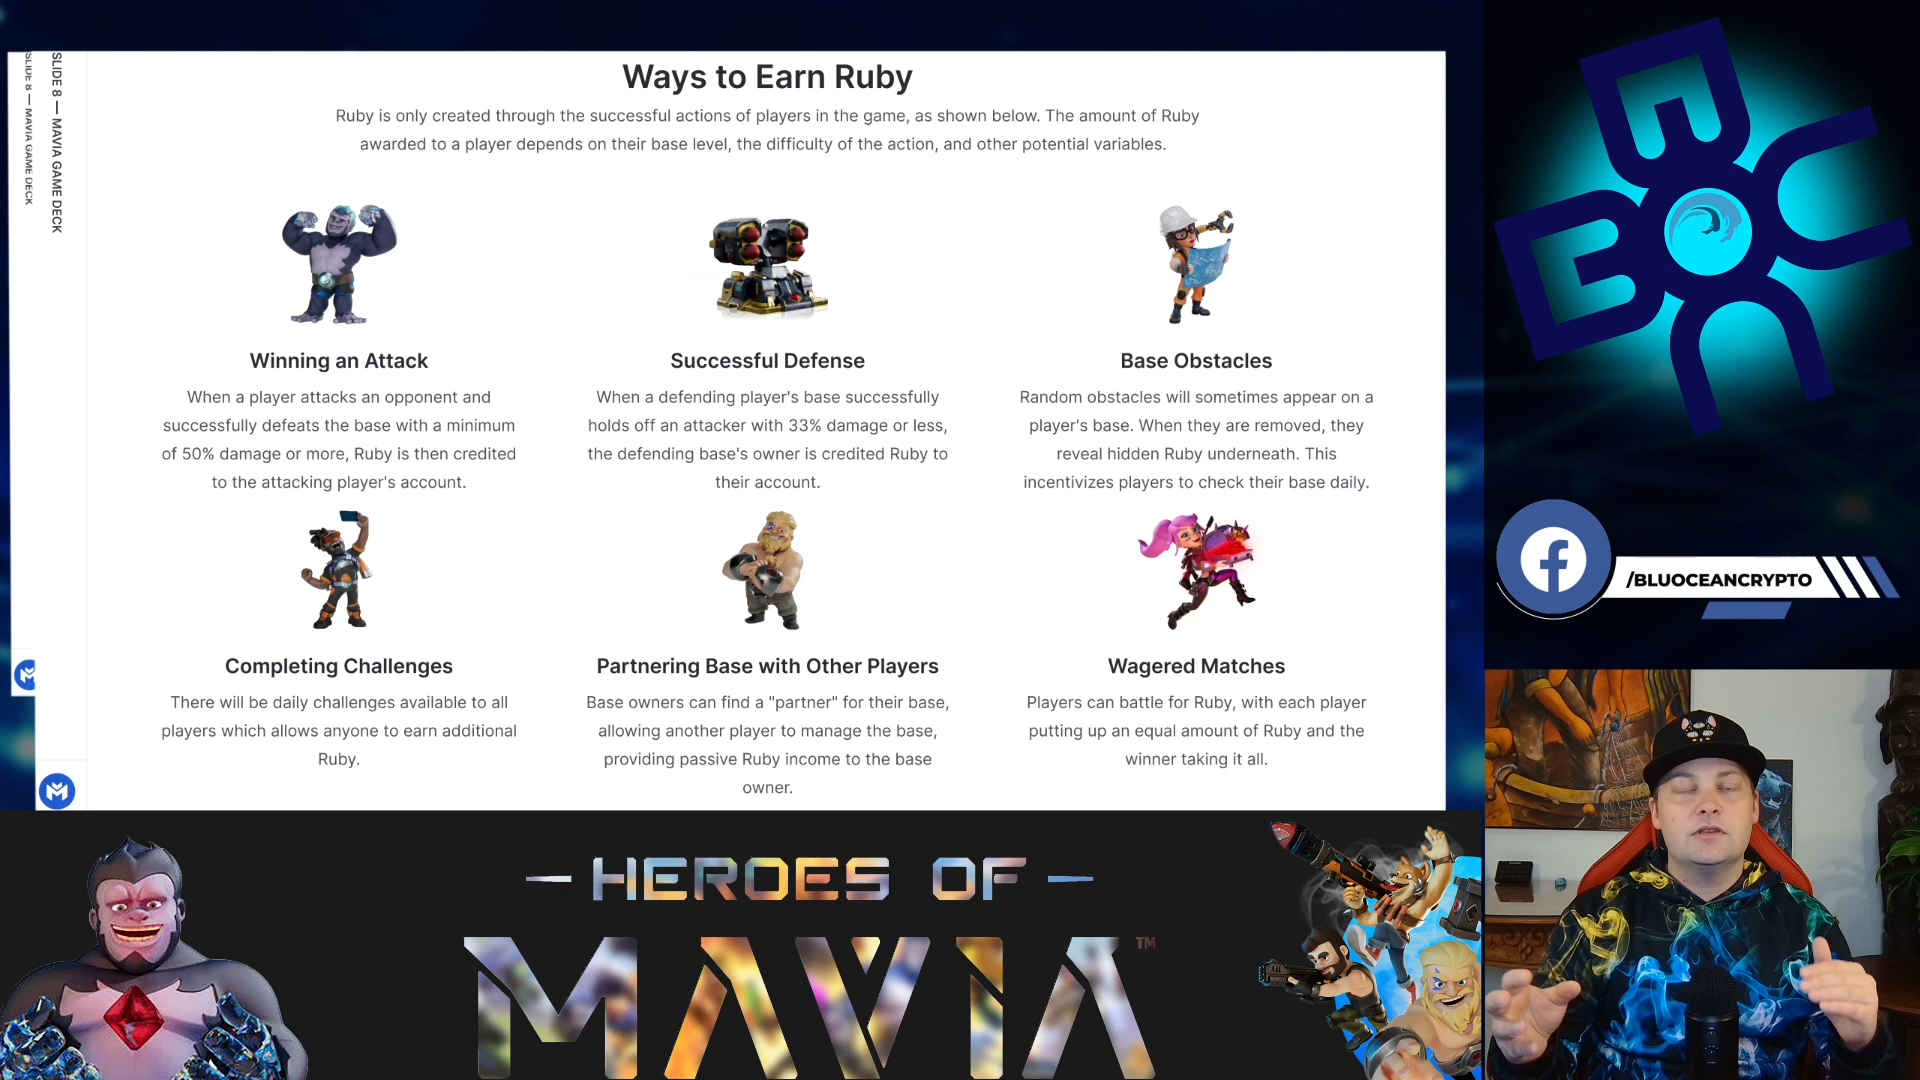 SLIDE 8 — MAVIA GAME DECK
SLIDE 8 — MAVIA GAME DECK
Ways to Earn Ruby
Ruby is only created through the successful actions of players in the game, as shown below. The amount of Ruby
awarded to a player depends on their base level, the difficulty of the action, and other potential variables.
Winning an Attack
When a player attacks an opponent and
successfully defeats the base with a minimum
of 50% damage or more, Ruby is then credited
to the attacking player's account.
Successful Defense
When a defending player's base successfully
holds off an attacker with 33% damage or less,
the defending base's owner is credited Ruby to
their account.
Base Obstacles
Random obstacles will sometimes appear on a
player's base. When they are removed, they
reveal hidden Ruby underneath. This
incentivizes players to check their base daily.
Completing Challenges
There will be daily challenges available to all
players which allows anyone to earn additional
Ruby.
Partnering Base with Other Players
Base owners can find a "partner" for their base,
allowing another player to manage the base,
providing passive Ruby income to the base
owner.
Wagered Matches
Players can battle for Ruby, with each player
putting up an equal amount of Ruby and the
winner taking it all.
/BLUOCEANCRYPTO
HEROES OF
MAVIA™